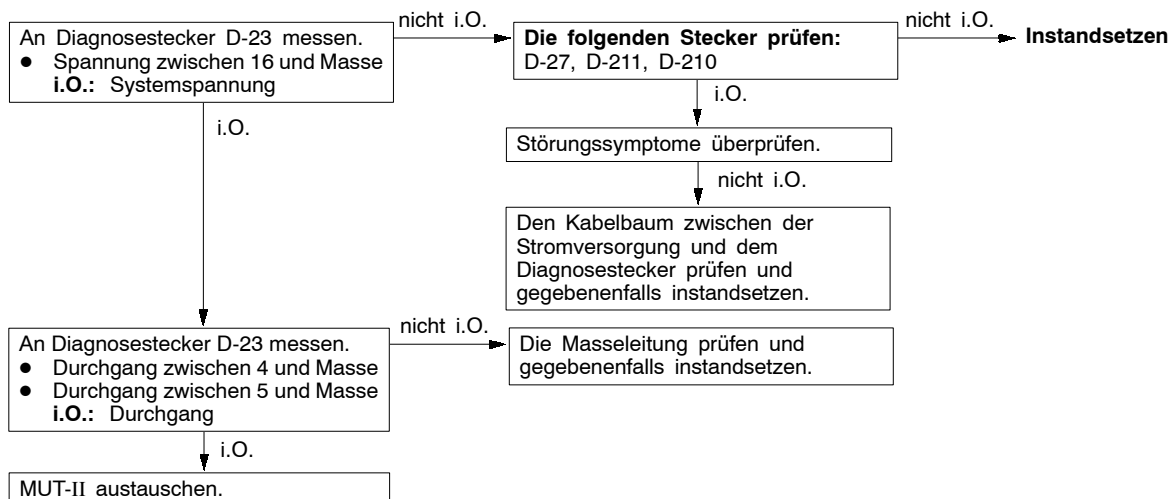 An Diagnosestecker D-23 messen.
● Spannung zwischen 16 und Masse
i.O.: Systemspannung
nicht i.O.
Die folgenden Stecker prüfen:
D-27, D-211, D-210
nicht i.O.
Instandsetzen
i.O.
i.O.
Störungssymptome überprüfen.
nicht i.O.
Den Kabelbaum zwischen der
Stromversorgung und dem
Diagnosestecker prüfen und
gegebenenfalls instandsetzen.
An Diagnosestecker D-23 messen.
● Durchgang zwischen 4 und Masse
● Durchgang zwischen 5 und Masse
i.O.: Durchgang
nicht i.O.
Die Masseleitung prüfen und
gegebenenfalls instandsetzen.
i.O.
MUT-II austauschen.